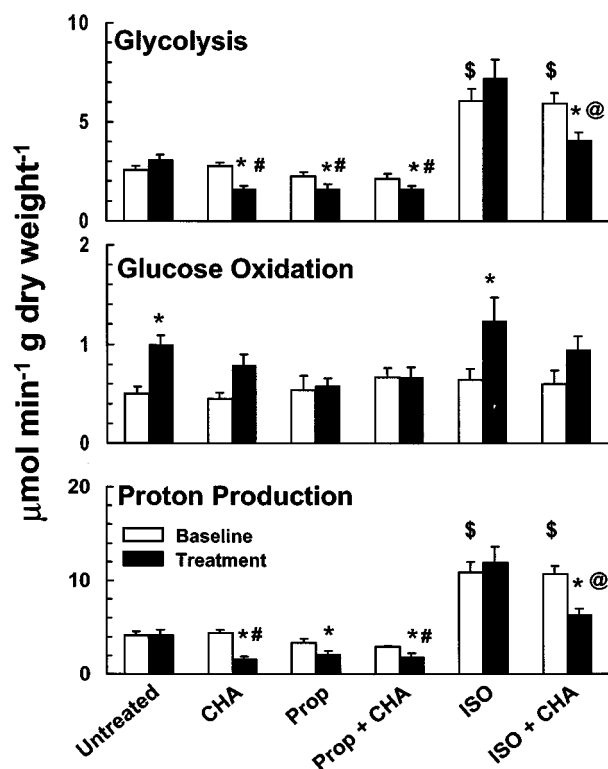 μmol min-1 g dry weight-1
Glycolysis
10
5
0
$
$
* #
*#
* #
* @
Glucose Oxidation
2
1
0
*
*
Proton Production
20
10
0
Baseline
Treatment
$
$
*#
*
*#
* @
Untreated
CHA
Prop
Prop + CHA
ISO
ISO + CHA